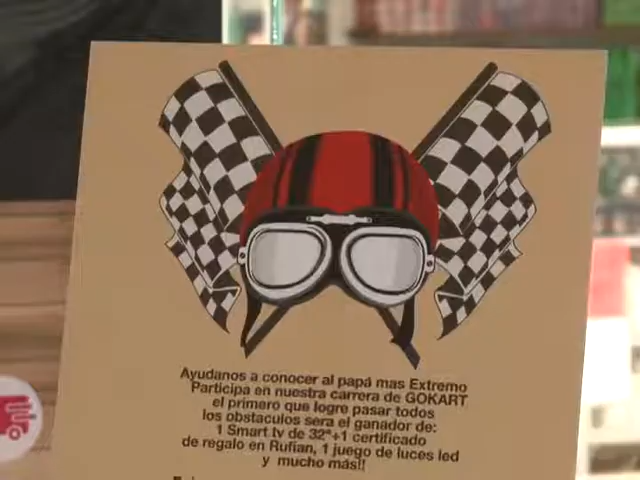 Ayudanos a conocer al papá mas Extremo
Participa en nuestra carrera de GOKART
el primero que logre pasar todos
los obstaculos sera el ganador de:
1 Smart tv de 32"+1 certificado
de regalo en Rufian, 1 juego de luces led
y mucho más!!